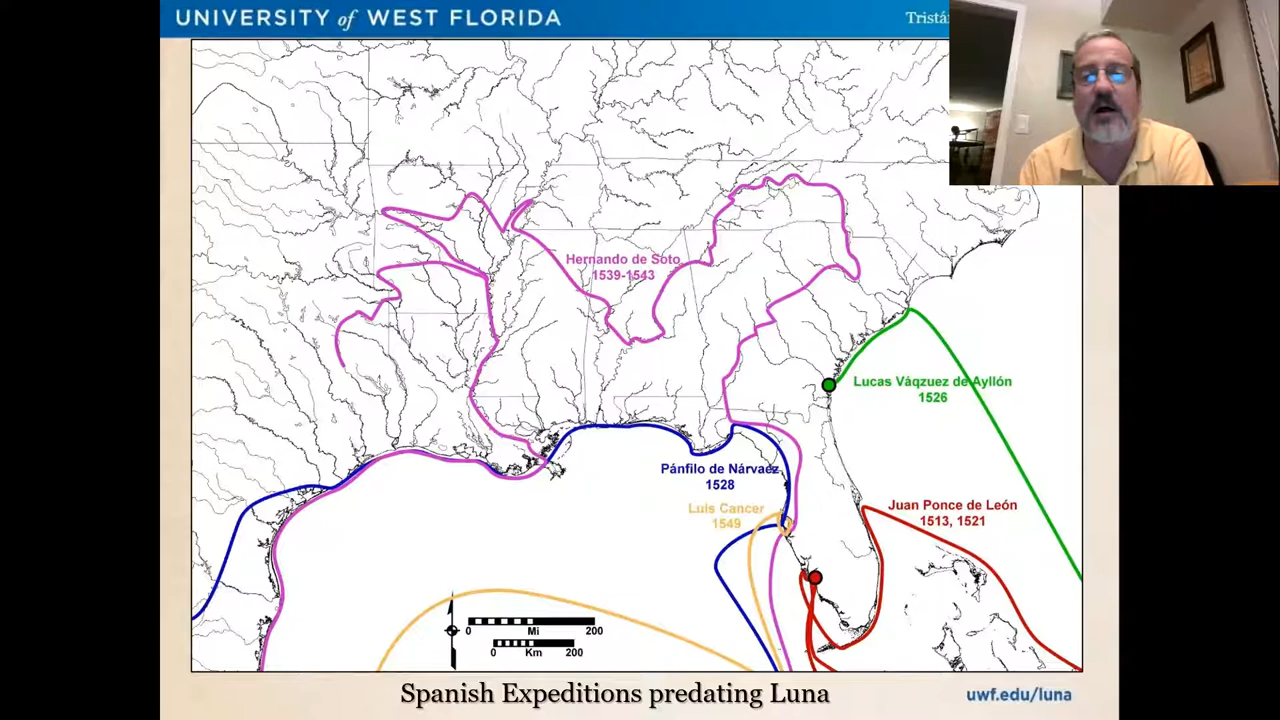 UNIVERSITY of WEST FLORIDA
Hernando de Soto
1539-1543
Lucas Váqzuez de Ayllón
1526
Pánfilo de Nárvaez
1528
Luis Cancer
1549
Juan Ponce de León
1513, 1521
0 Mi 200
0 Km 200
Spanish Expeditions predating Luna
uwf.edu/luna